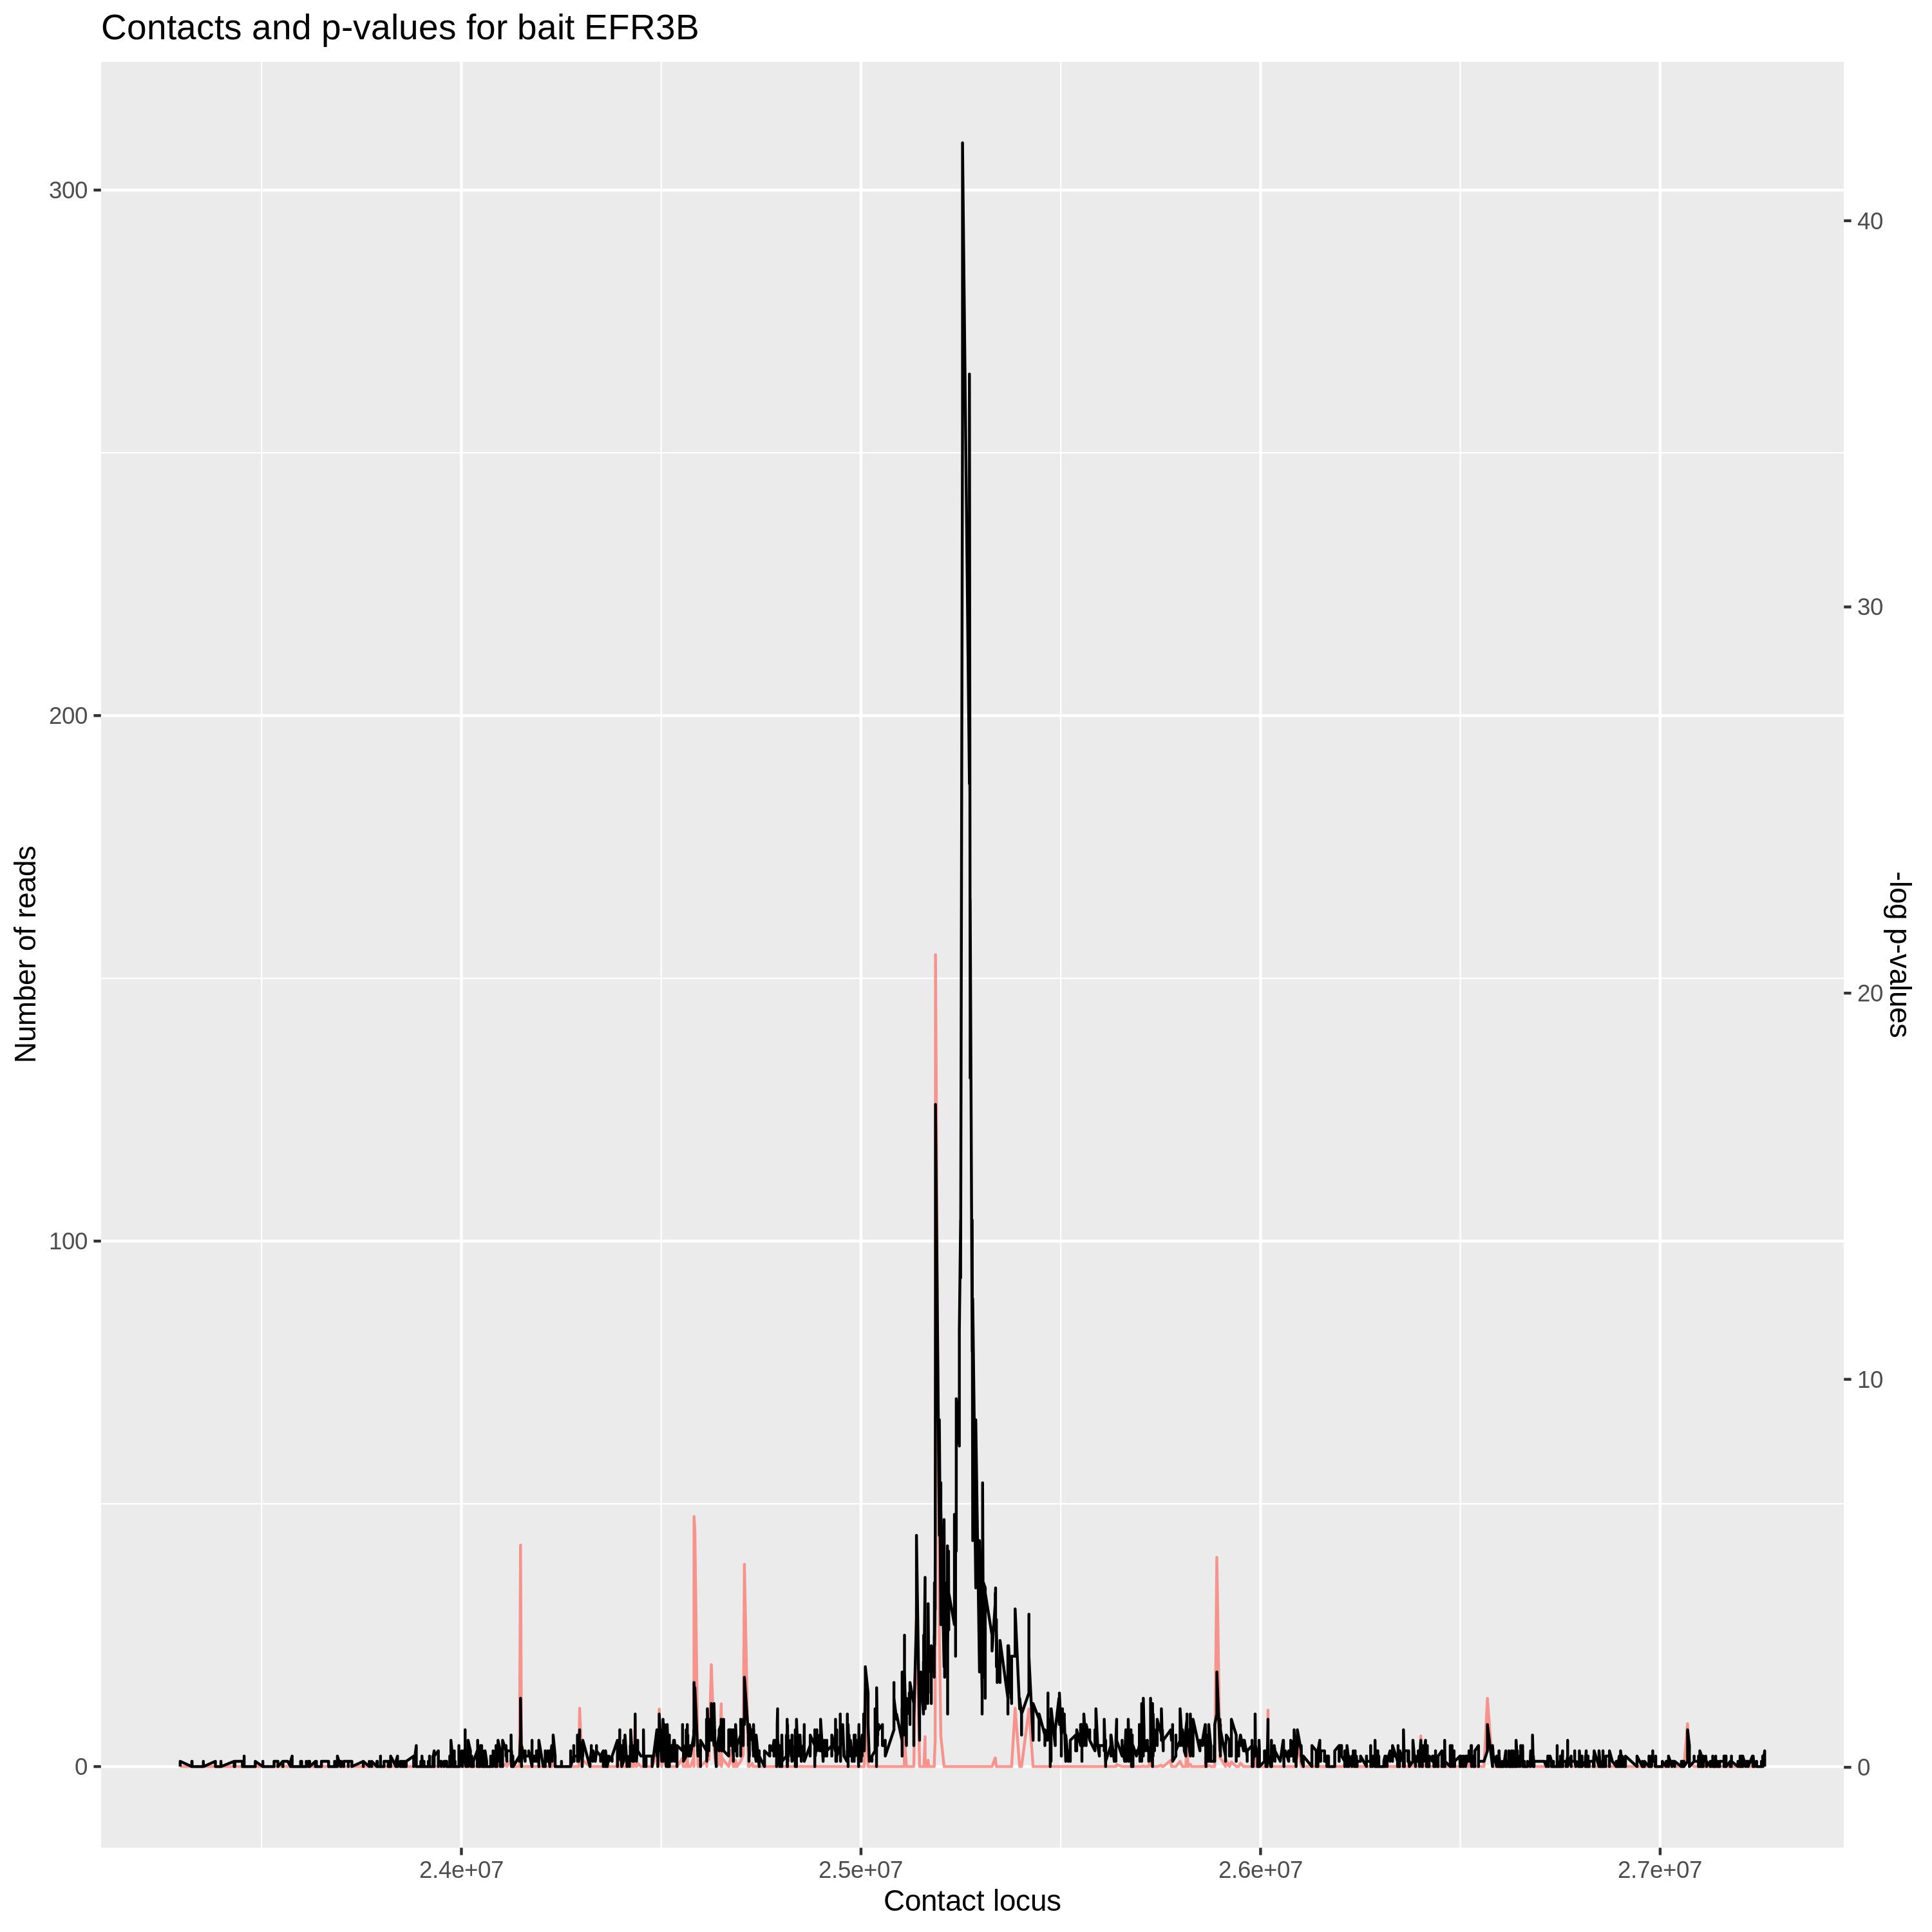 Contacts and p-values for bait EFR3B
300
200
100
0
Number of reads
40
30
20
10
0
-log p-values
2.4e+07
2.5e+07
2.6e+07
2.7e+07
Contact locus